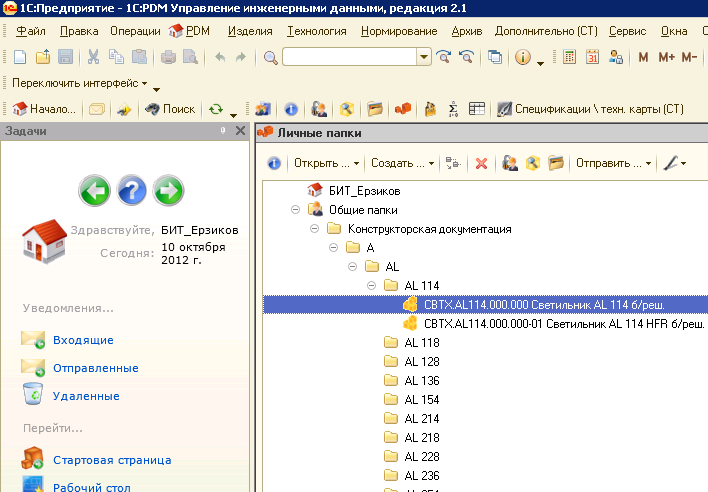 1С:Предприятие - 1С:PDM Управление инженерными данными, редакция 2.1
Файл Правка Операции PDM Изделия Технология Нормирование Архив Дополнительно (СТ) Сервис Окна
M M+ M-
Переключить интерфейс
Начало... Поиск Спецификации \ техн. карты (СТ)
Задачи
Здравствуйте, БИТ_Ерзиков
Сегодня: 10 октября
2012 г.
Уведомления...
Входящие
Отправленные
Удаленные
Перейти...
Стартовая страница
Рабочий стол
Личные папки
Открыть ... Создать ... Отправить ...
БИТ_Ерзиков
Общие папки
Конструкторская документация
A
AL
AL 114
СВТХ.AL114.000.000 Светильник AL 114 б/реш.
СВТХ.AL114.000.000-01 Светильник AL 114 HFR б/реш.
AL 118
AL 128
AL 136
AL 154
AL 214
AL 218
AL 228
AL 236